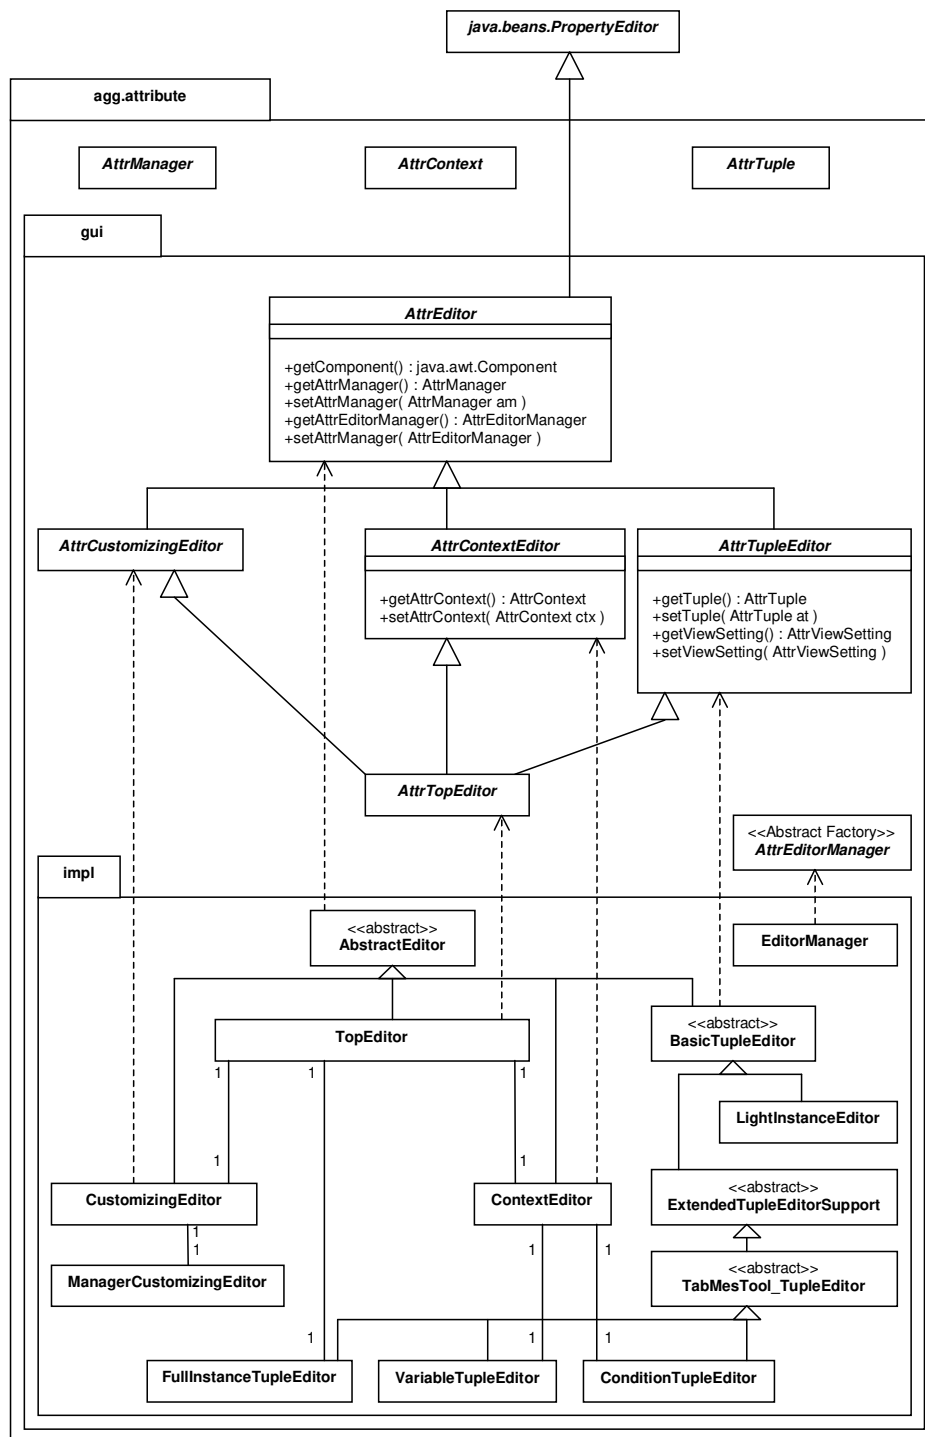 java.beans.PropertyEditor
agg.attribute
AttrManager
AttrContext
AttrTuple
gui
AttrEditor
+getComponent() : java.awt.Component
+getAttrManager() : AttrManager
+setAttrManager( AttrManager am )
+getAttrEditorManager() : AttrEditorManager
+setAttrManager( AttrEditorManager )
AttrCustomizingEditor
AttrContextEditor
+getAttrContext() : AttrContext
+setAttrContext( AttrContext ctx )
AttrTupleEditor
+getTuple() : AttrTuple
+setTuple( AttrTuple at )
+getViewSetting() : AttrViewSetting
+setViewSetting( AttrViewSetting )
AttrTopEditor
<<Abstract Factory>>
AttrEditorManager
impl
<<abstract>>
AbstractEditor
EditorManager
TopEditor
<<abstract>>
BasicTupleEditor
1
1
1
LightInstanceEditor
1
1
CustomizingEditor
ContextEditor
<<abstract>>
ExtendedTupleEditorSupport
1
1
1
1
ManagerCustomizingEditor
<<abstract>>
TabMesTool_TupleEditor
1
1
1
FullInstanceTupleEditor
VariableTupleEditor
ConditionTupleEditor